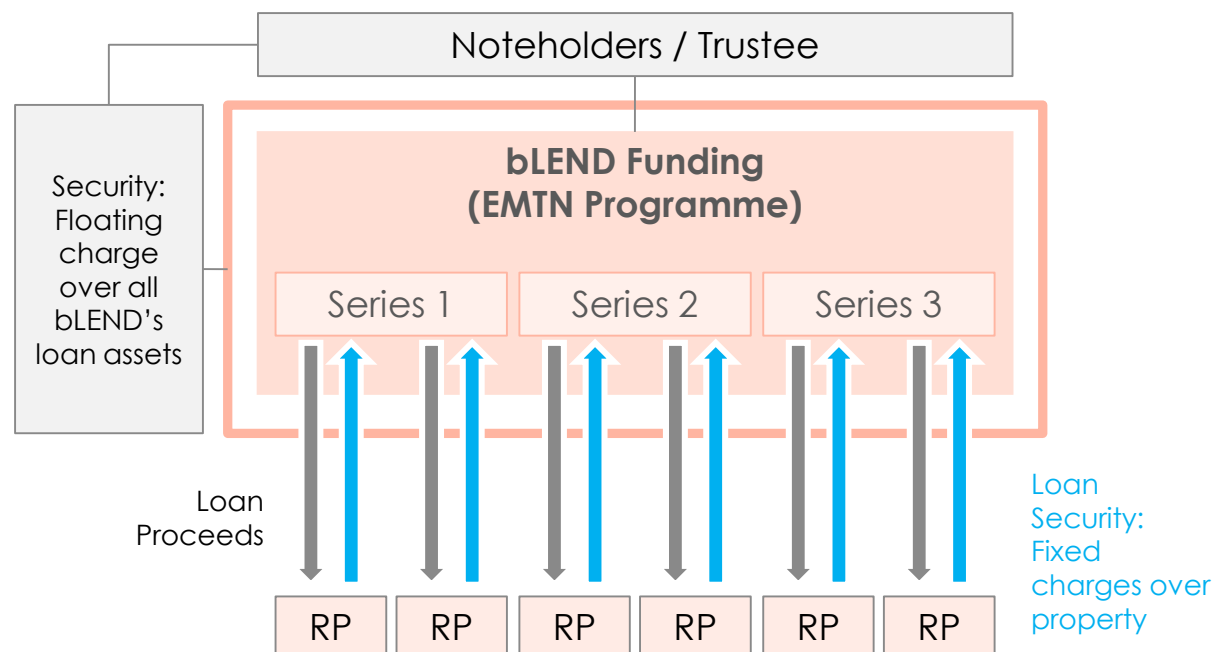 Noteholders / Trustee
Security:
Floating
charge
over all
bLEND's
loan assets
bLEND Funding
(EMTN Programme)
Series 1
Series 2
Series 3
Loan
Proceeds
Loan
Security:
Fixed
charges over
property
RP
RP
RP
RP
RP
RP